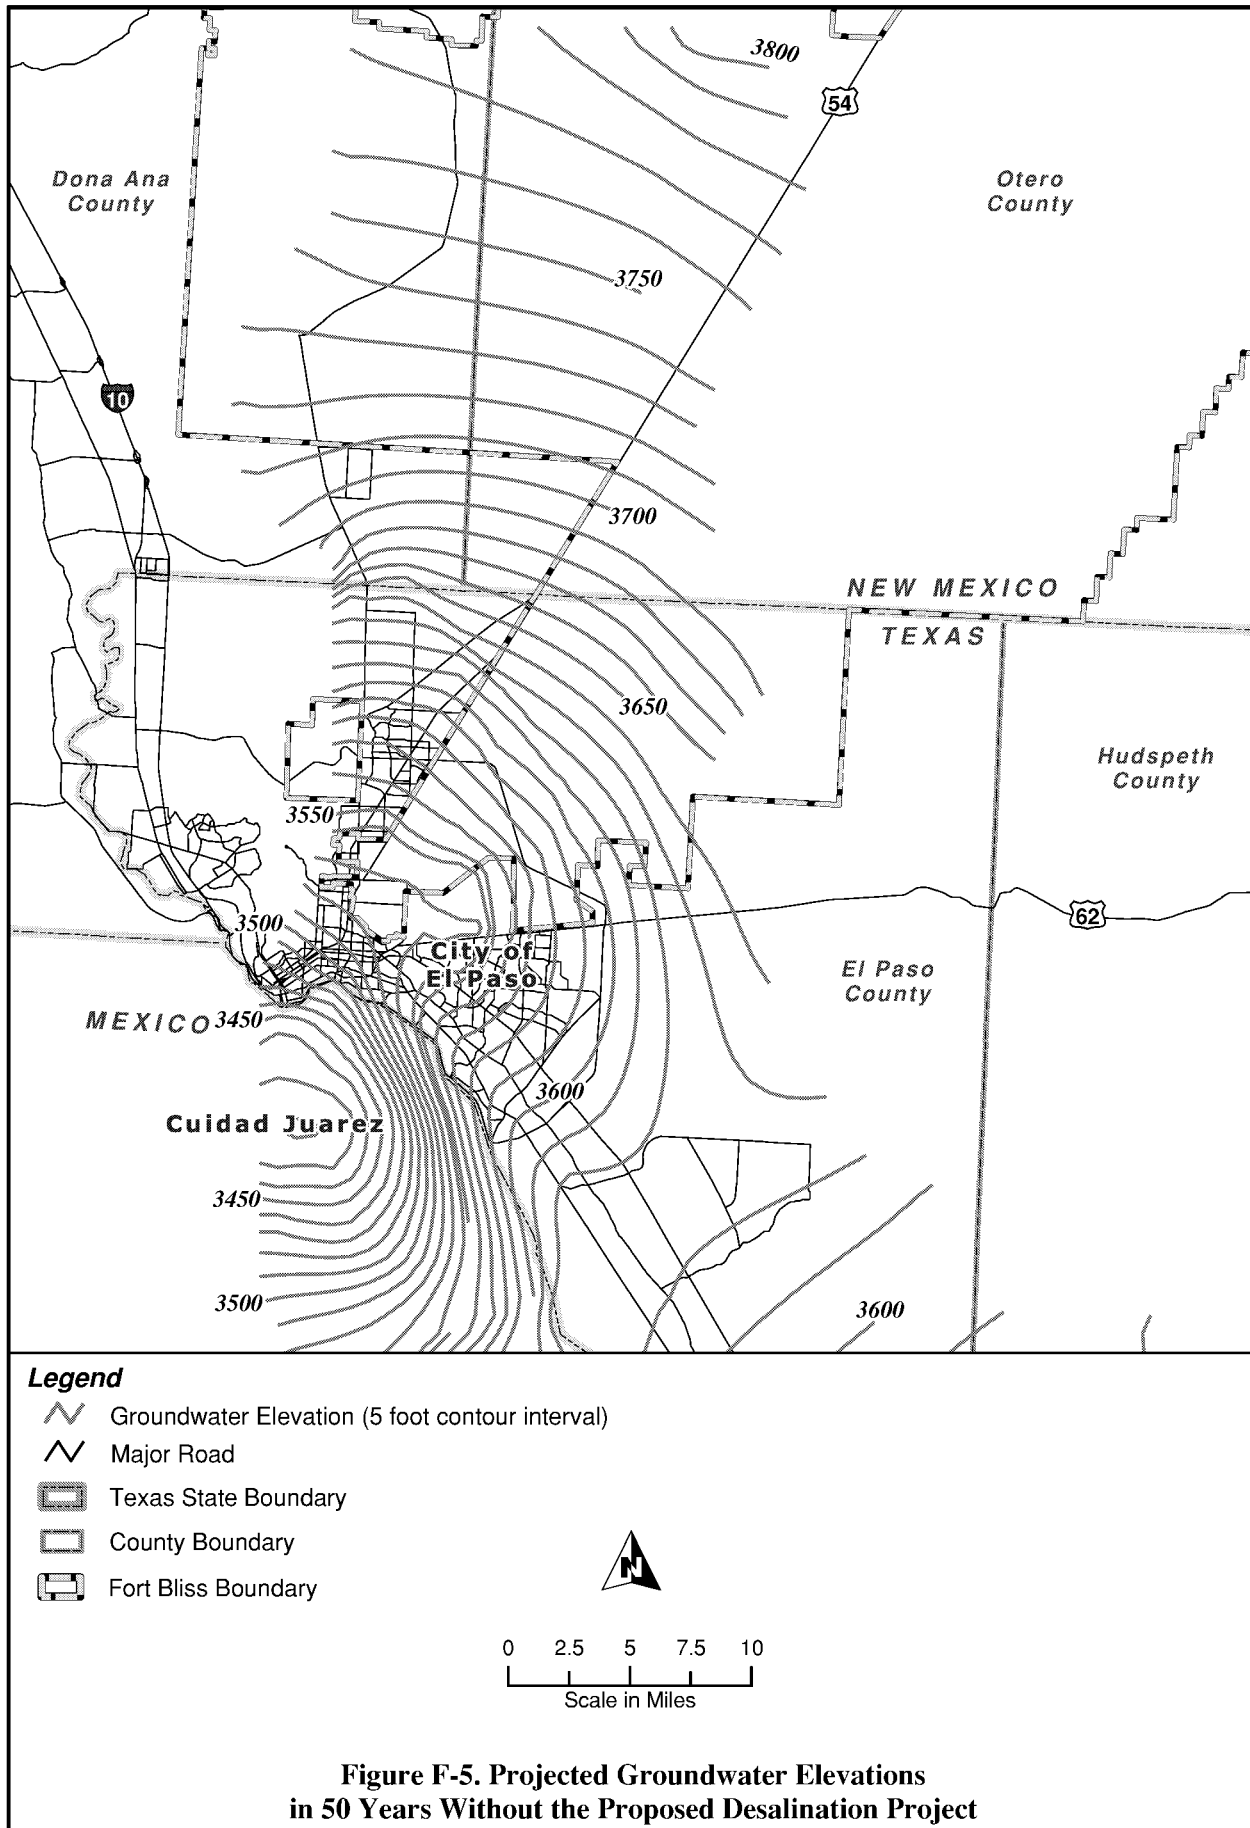 3800
54
Dona Ana
County
Otero
County
3750
10
3700
NEW MEXICO
TEXAS
3650
Hudspeth
County
3550
3500
62
City of
El Paso
El Paso
County
MEXICO
3450
3600
Cuidad Juarez
3450
3500
3600
Legend
Groundwater Elevation (5 foot contour interval)
Major Road
Texas State Boundary
County Boundary
Fort Bliss Boundary
N
0 2.5 5 7.5 10
Scale in Miles
Figure F-5. Projected Groundwater Elevations
in 50 Years Without the Proposed Desalination Project